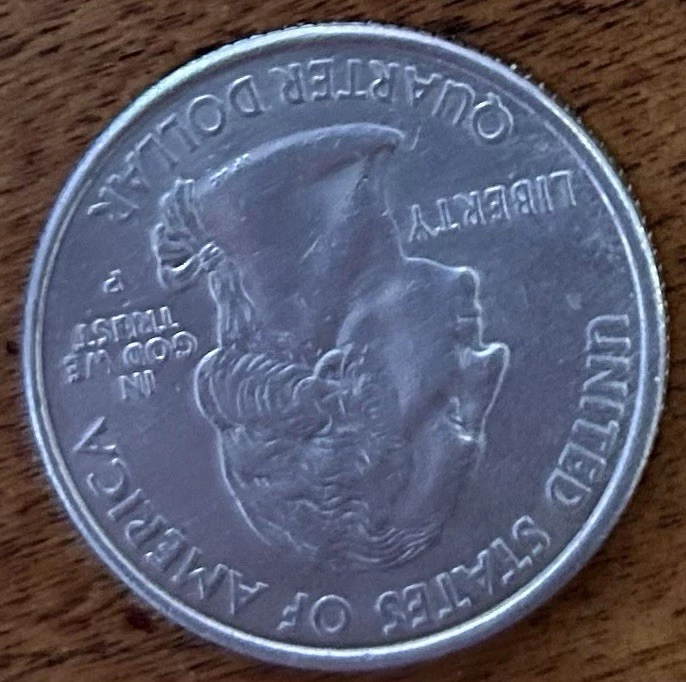 UNITED STATES OF AMERICA
LIBERTY
IN
GOD WE
TRUST
P
QUARTER DOLLAR